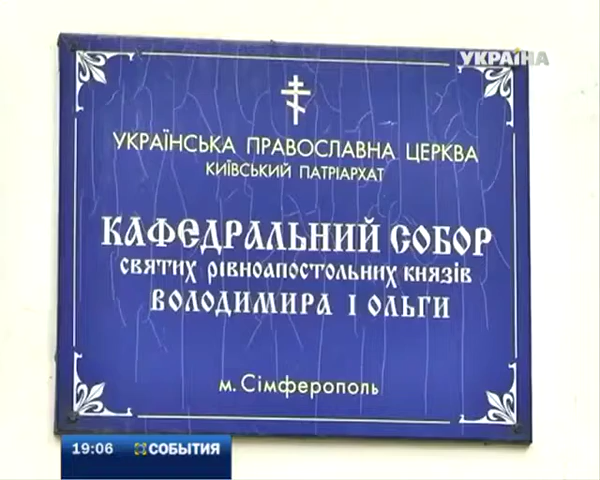 УКРАЇНА
УКРАЇНСЬКА ПРАВОСЛАВНА ЦЕРКВА
КИЇВСЬКИЙ ПАТРІАРХАТ
КАФЕДРАЛЬНИЙ СОБОР
СВЯТИХ РІВНОАПОСТОЛЬНИХ КНЯЗІВ
ВОЛОДИМИРА І ОЛЬГИ
м. Сімферополь
19:06 СОБЫТИЯ